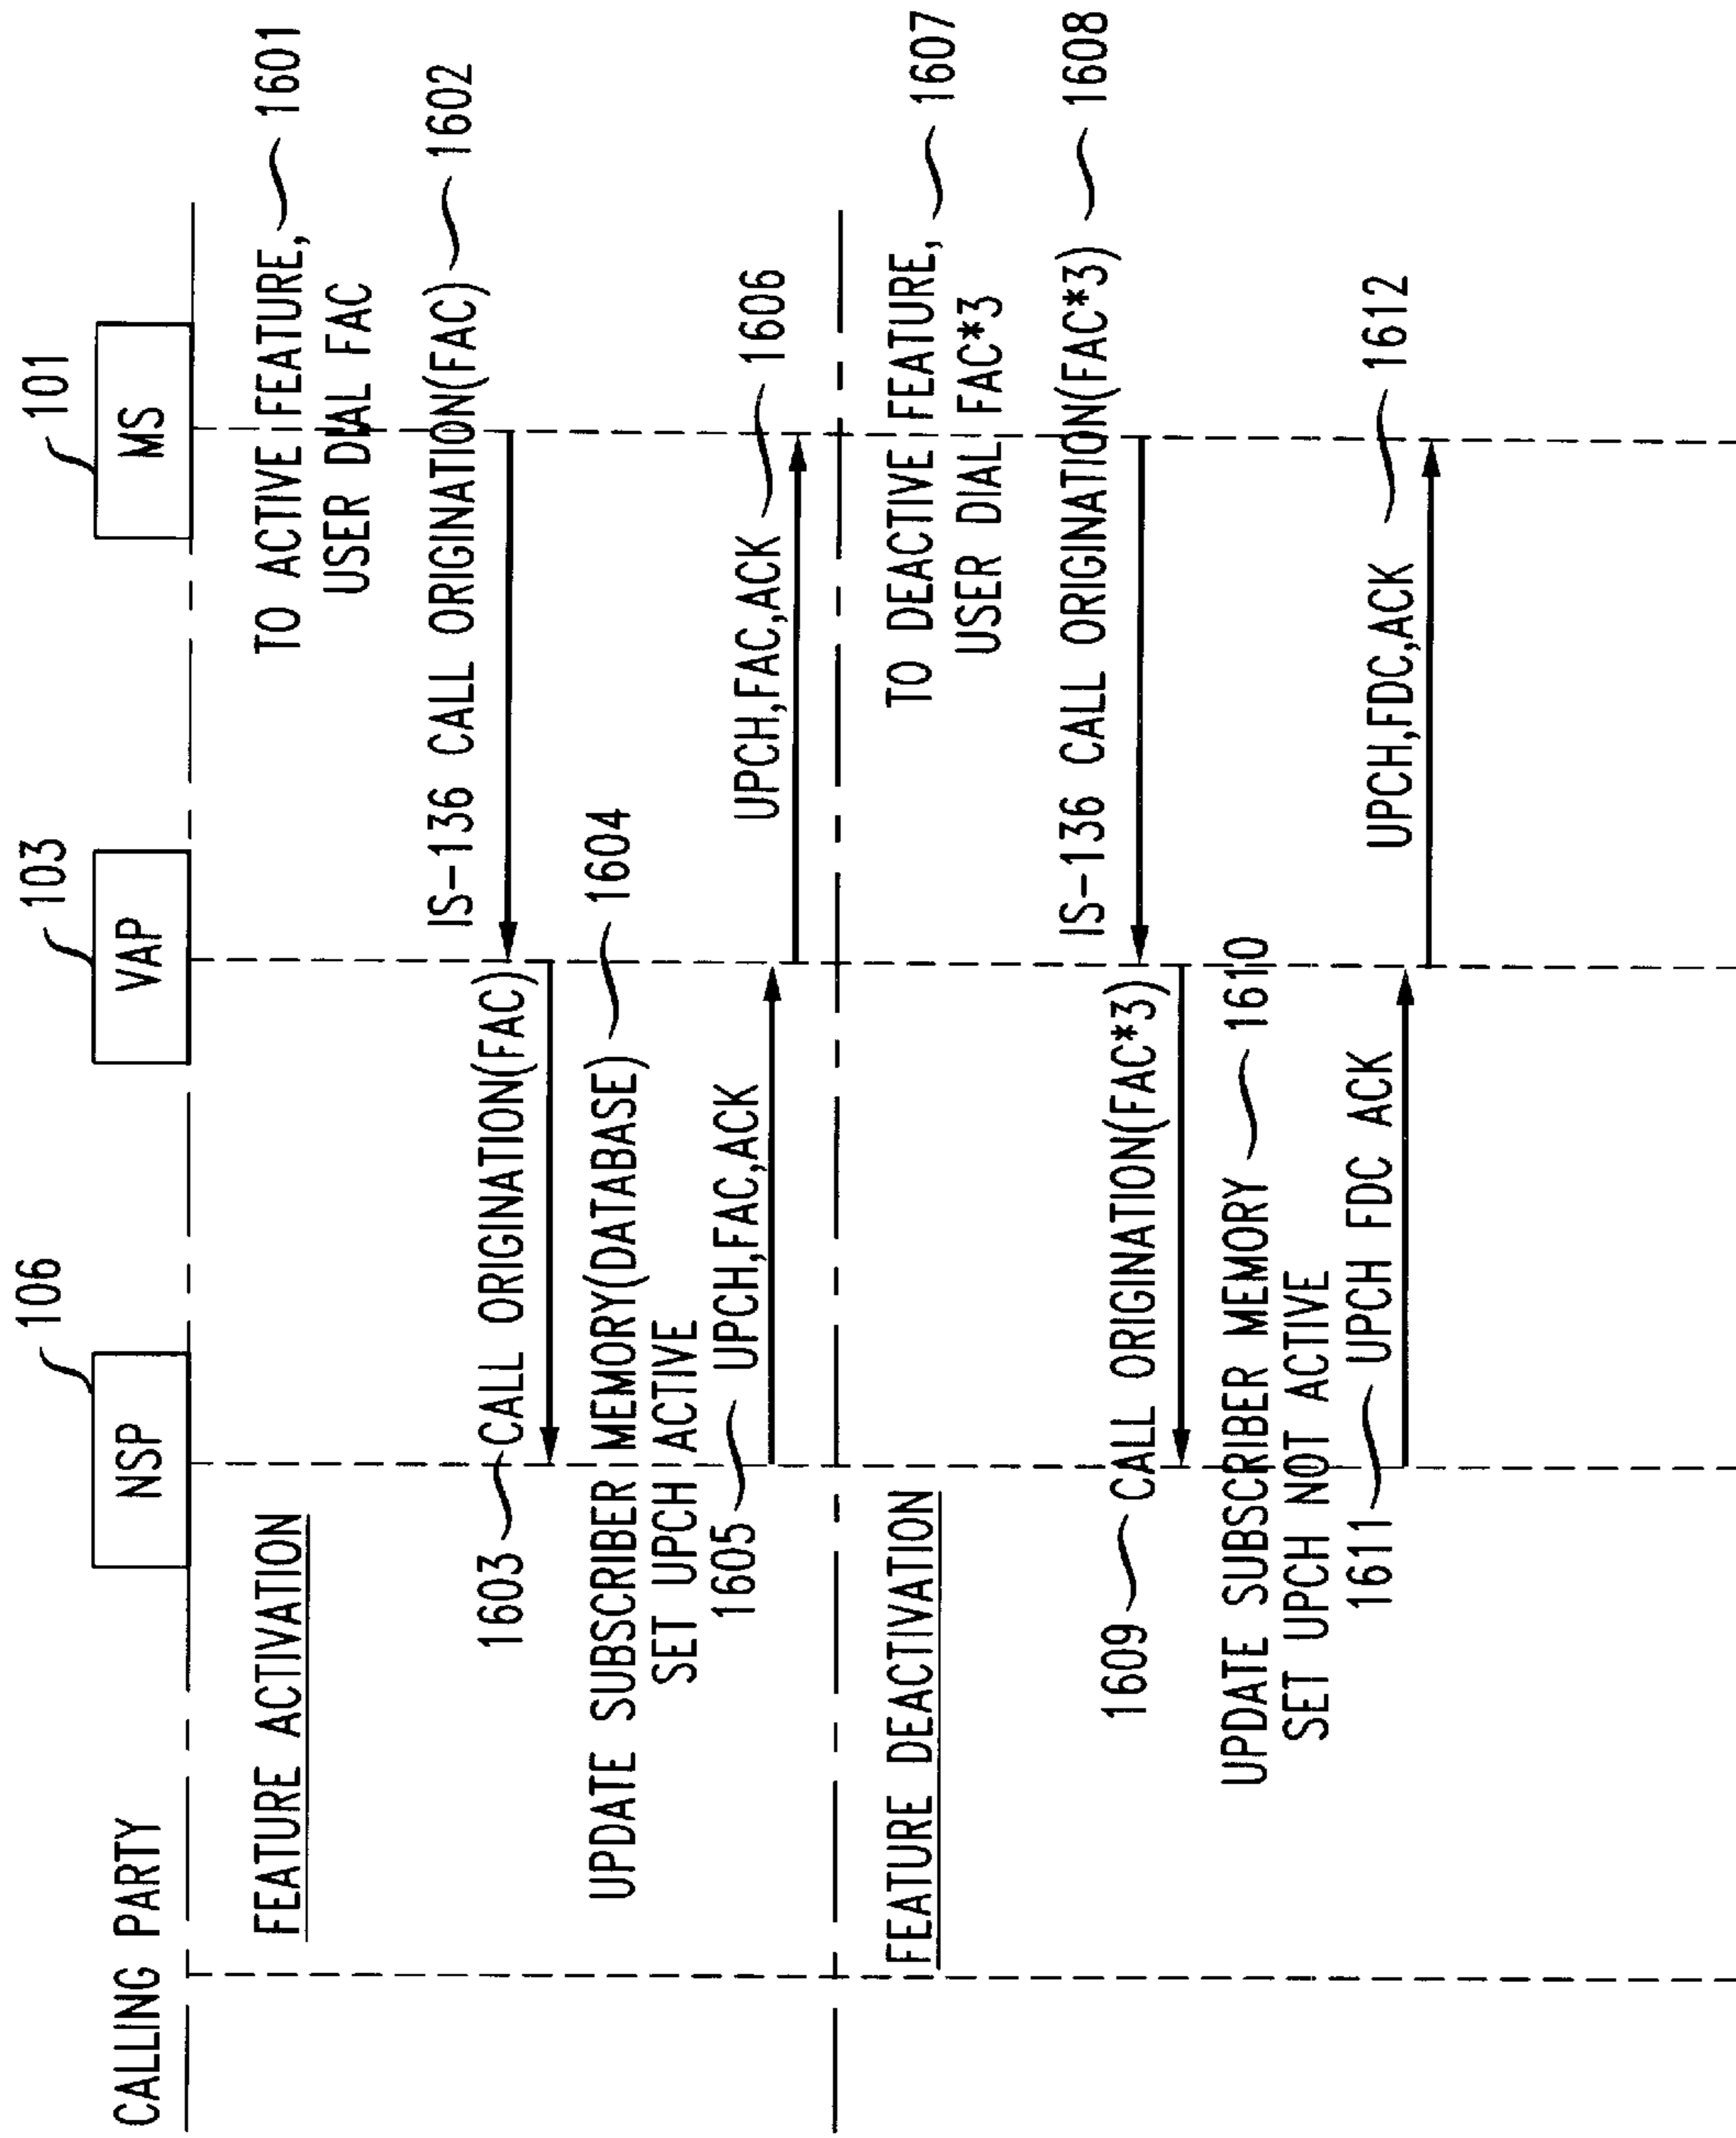 CALLING PARTY
106
NSP
103
VAP
101
MS
FEATURE ACTIVATION
TO ACTIVE FEATURE, 1601
USER DIAL FAC
IS-136 CALL ORIGINATION(FAC) 1602
1603 CALL ORIGINATION(FAC)
UPDATE SUBSCRIBER MEMORY(DATABASE) 1604
SET UPCH ACTIVE
1605 UPCH,FAC,ACK
UPCH,FAC,ACK 1606
FEATURE DEACTIVATION
TO DEACTIVE FEATURE, 1607
USER DIAL FAC*3
IS-136 CALL ORIGINATION(FAC*3) 1608
1609 CALL ORIGINATION(FAC*3)
UPDATE SUBSCRIBER MEMORY 1610
SET UPCH NOT ACTIVE
1611 UPCH FDC ACK
UPCH,FDC,ACK 1612